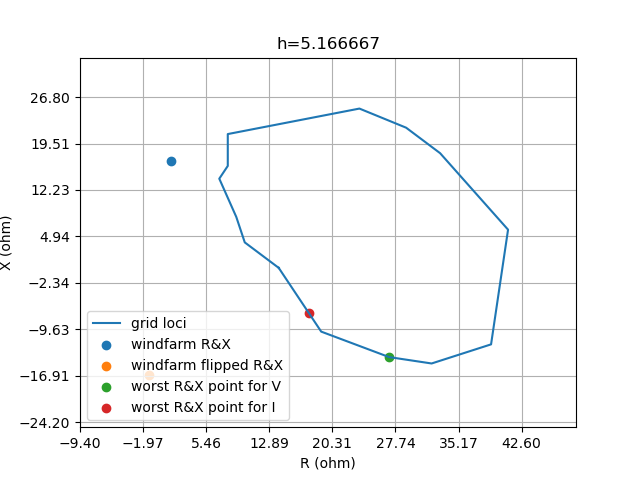 h=5.166667
X (ohm)
26.80
19.51
12.23
4.94
−2.34
−9.63
−16.91
−24.20
grid loci
windfarm R&X
windfarm flipped R&X
worst R&X point for V
worst R&X point for I
−9.40 −1.97 5.46 12.89 20.31 27.74 35.17 42.60
R (ohm)